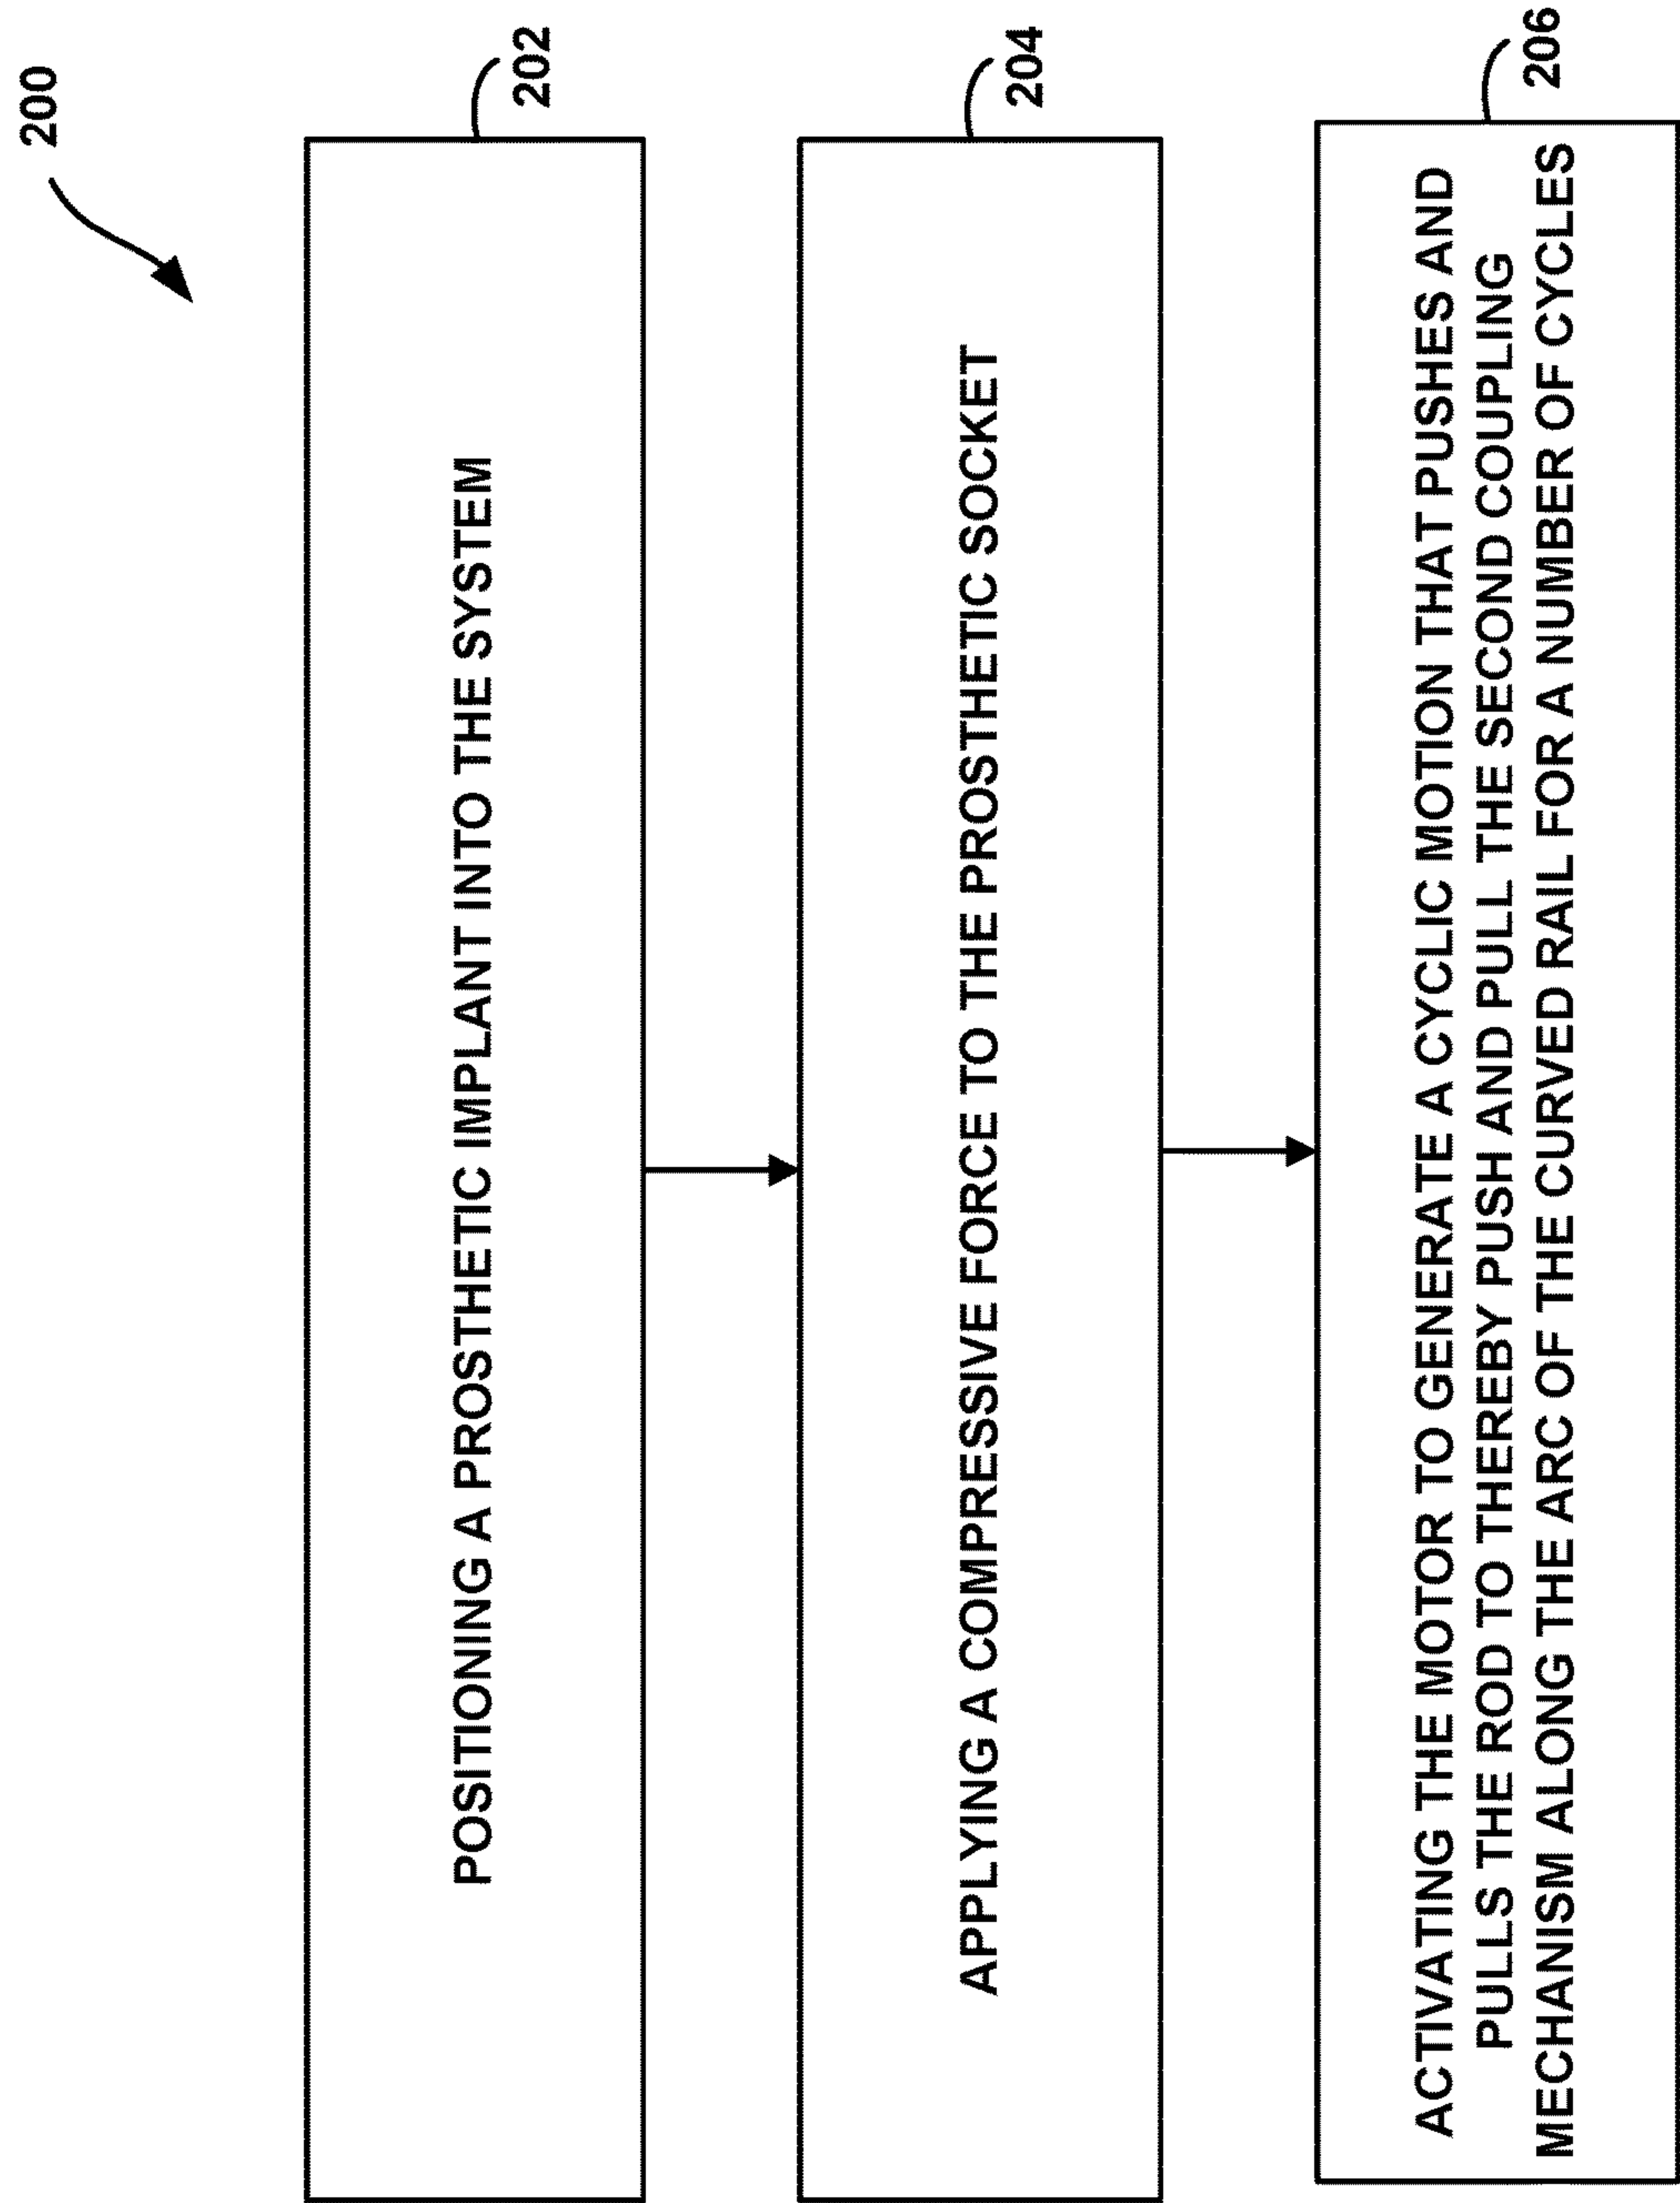 200
202
POSITIONING A PROSTHETIC IMPLANT INTO THE SYSTEM
204
APPLYING A COMPRESSIVE FORCE TO THE PROSTHETIC SOCKET
206
ACTIVATING THE MOTOR TO GENERATE A CYCLIC MOTION THAT PUSHES AND
PULLS THE ROD TO THEREBY PUSH AND PULL THE SECOND COUPLING
MECHANISM ALONG THE ARC OF THE CURVED RAIL FOR A NUMBER OF CYCLES